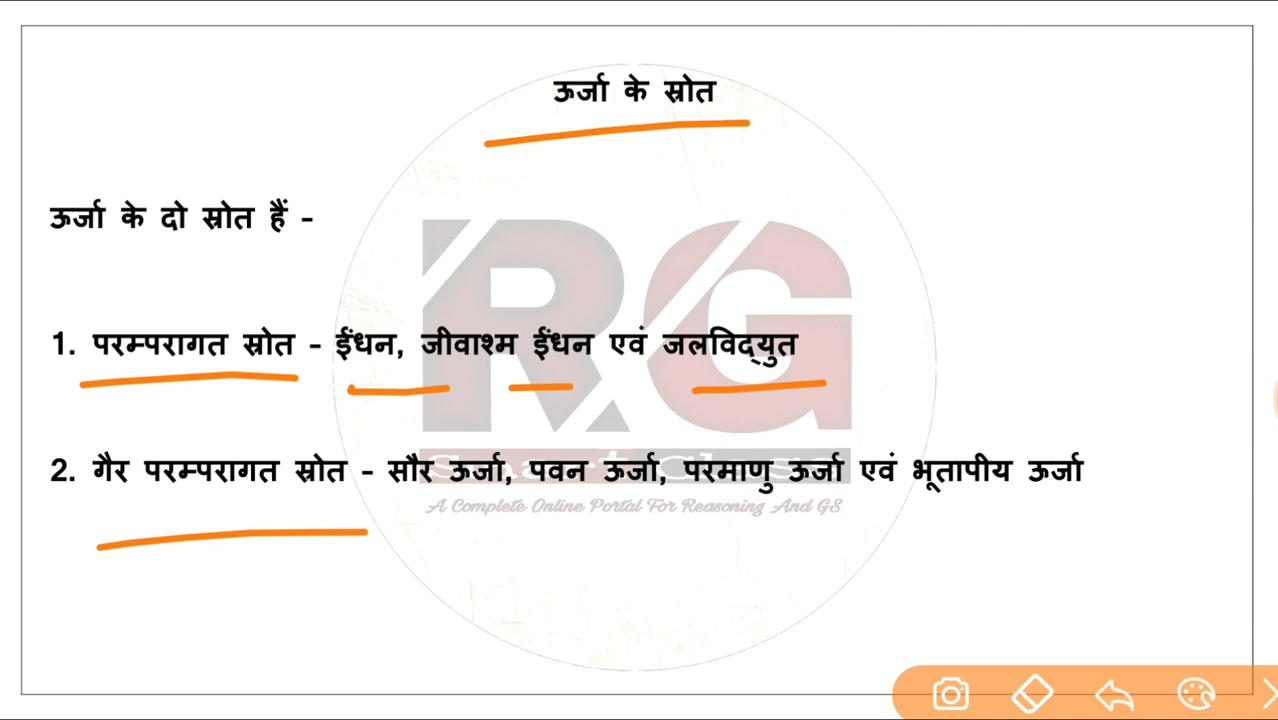 ऊर्जा के स्रोत
ऊर्जा के दो स्रोत हैं -
1. परम्परागत स्रोत - ईंधन, जीवाश्म ईंधन एवं जलविद्युत
2. गैर परम्परागत स्रोत - सौर ऊर्जा, पवन ऊर्जा, परमाणु ऊर्जा एवं भूतापीय ऊर्जा
RG
A Complete Online Portal For Reasoning And GS